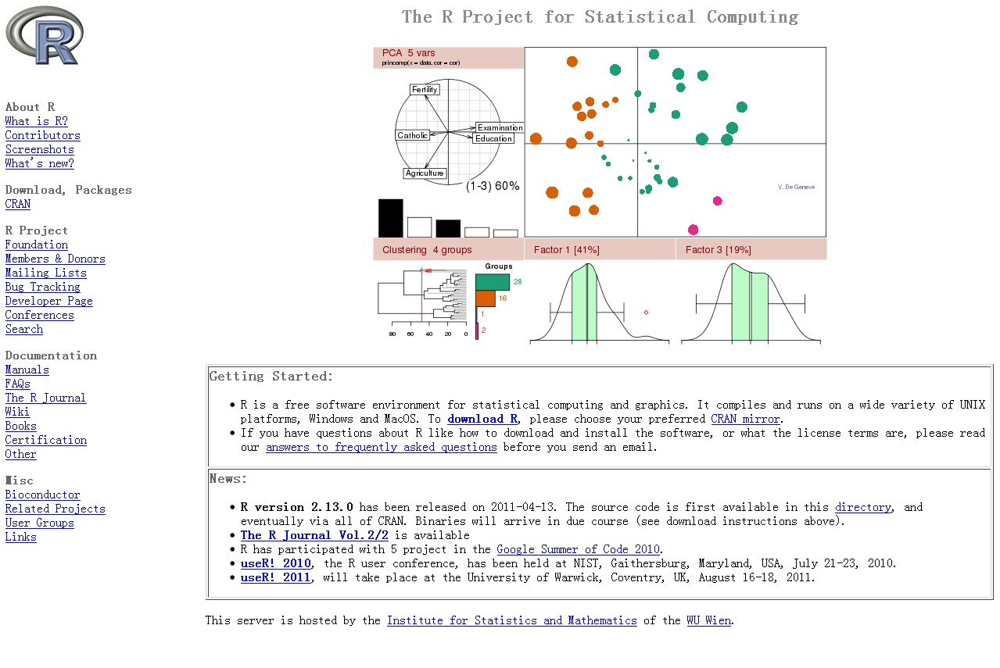 R
The R Project for Statistical Computing
About R
What is R?
Contributors
Screenshots
What's new?
Download, Packages
CRAN
R Project
Foundation
Members & Donors
Mailing Lists
Bug Tracking
Developer Page
Conferences
Search
Documentation
Manuals
FAQs
The R Journal
Wiki
Books
Certification
Other
Misc
Bioconductor
Related Projects
User Groups
Links
PCA 5 vars
princomp(x = data, cor = cor)
Fertility
Examination
Catholic
Education
Agriculture
(1-3) 60%
V. De Geneve
Clustering 4 groups
Factor 1 [41%]
Factor 3 [19%]
Groups
48
28
16
1
2
80 60 40 20 0
Getting Started:
• R is a free software environment for statistical computing and graphics. It compiles and runs on a wide variety of UNIX
platforms, Windows and MacOS. To download R, please choose your preferred CRAN mirror.
• If you have questions about R like how to download and install the software, or what the license terms are, please read
our answers to frequently asked questions before you send an email.
News:
• R version 2.13.0 has been released on 2011-04-13. The source code is first available in this directory, and
eventually via all of CRAN. Binaries will arrive in due course (see download instructions above).
• The R Journal Vol.2/2 is available
• R has participated with 5 project in the Google Summer of Code 2010.
• useR! 2010, the R user conference, has been held at NIST, Gaithersburg, Maryland, USA, July 21-23, 2010.
• useR! 2011, will take place at the University of Warwick, Coventry, UK, August 16-18, 2011.
This server is hosted by the Institute for Statistics and Mathematics of the WU Wien.